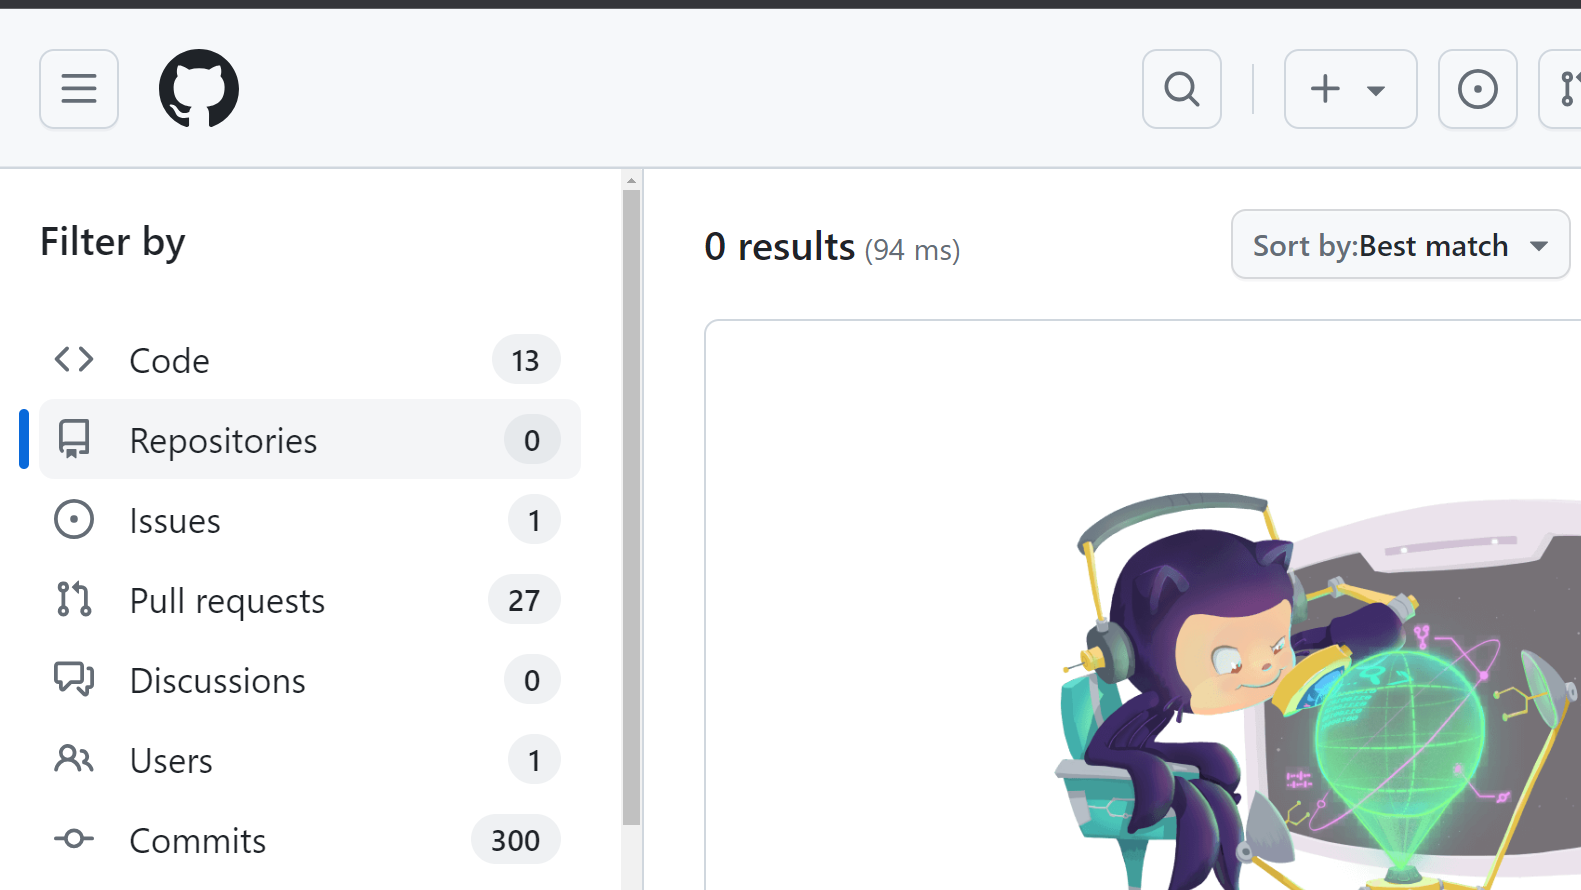 Filter by
Code 13
Repositories 0
Issues 1
Pull requests 27
Discussions 0
Users 1
Commits 300
0 results (94 ms)
Sort by:Best match